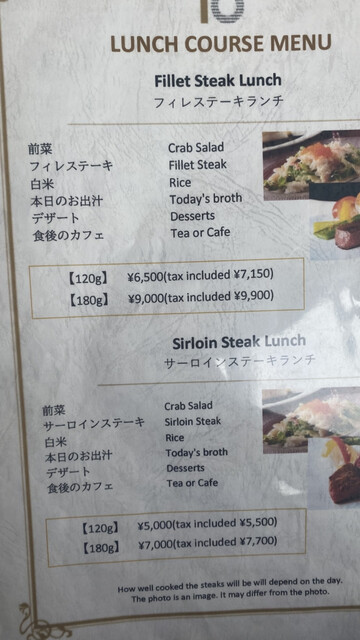 LUNCH COURSE MENU
Fillet Steak Lunch
フィレステーキランチ
前菜 Crab Salad
フィレステーキ Fillet Steak
白米 Rice
本日のお出汁 Today's broth
デザート Desserts
食後のカフェ Tea or Cafe
【120g】 ¥6,500(tax included ¥7,150)
【180g】 ¥9,000(tax included ¥9,900)
Sirloin Steak Lunch
サーロインステーキランチ
前菜 Crab Salad
サーロインステーキ Sirloin Steak
白米 Rice
本日のお出汁 Today's broth
デザート Desserts
食後のカフェ Tea or Cafe
【120g】 ¥5,000(tax included ¥5,500)
【180g】 ¥7,000(tax included ¥7,700)
How well cooked the steaks will be will depend on the day.
The photo is an image. It may differ from the photo.